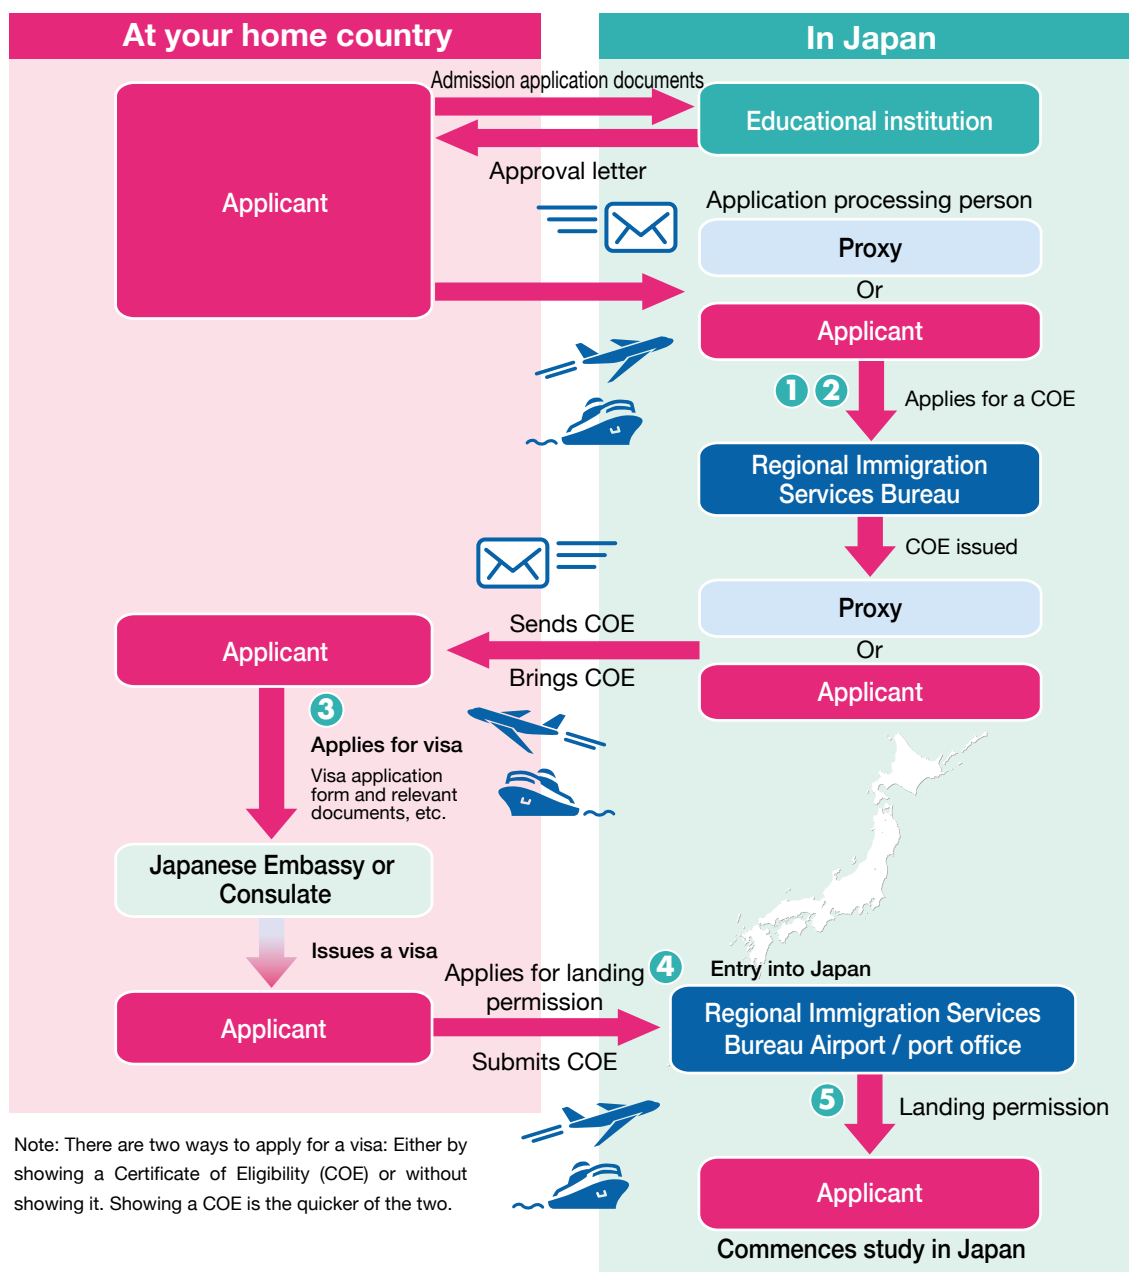 At your home country
In Japan
Admission application documents
Applicant
Educational institution
Approval letter
Application processing person
Proxy
Or
Applicant
1 2
Applies for a COE
Regional Immigration
Services Bureau
COE issued
Proxy
Or
Applicant
Sends COE
Brings COE
Applicant
3
Applies for visa
Visa application
form and relevant
documents, etc.
Japanese Embassy or
Consulate
Issues a visa
Applicant
Applies for landing
permission
Submits COE
4
Entry into Japan
Regional Immigration Services
Bureau Airport / port office
5
Landing permission
Applicant
Commences study in Japan
Note: There are two ways to apply for a visa: Either by
showing a Certificate of Eligibility (COE) or without
showing it. Showing a COE is the quicker of the two.